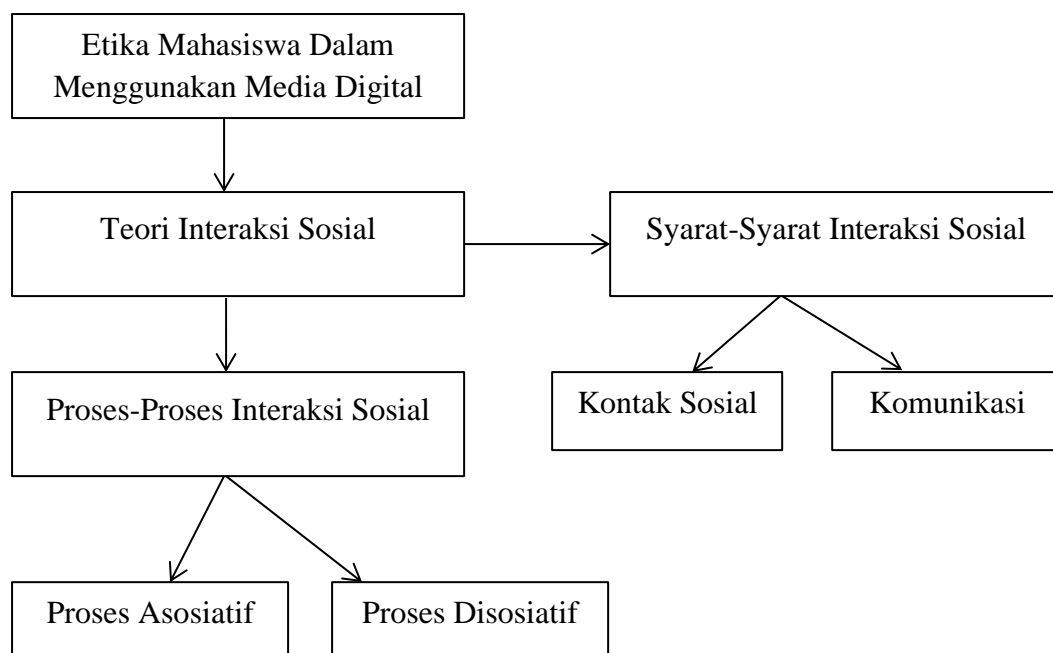 Etika Mahasiswa Dalam
Menggunakan Media Digital
Teori Interaksi Sosial
Syarat-Syarat Interaksi Sosial
Proses-Proses Interaksi Sosial
Kontak Sosial
Komunikasi
Proses Asosiatif
Proses Disosiatif